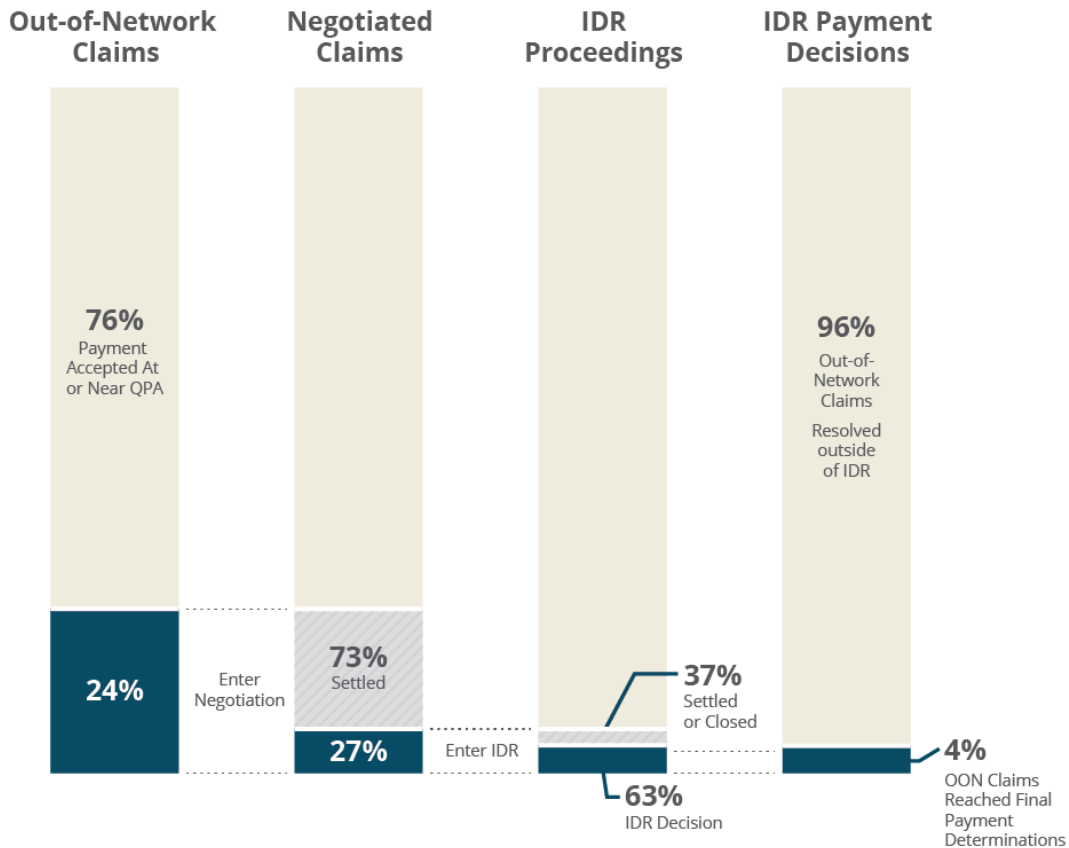 Out-of-Network
Claims
Negotiated
Claims
IDR
Proceedings
IDR Payment
Decisions
76%
Payment
Accepted At
or Near QPA
24%
Enter
Negotiation
73%
Settled
27%
Enter IDR
37%
Settled
or Closed
63%
IDR Decision
96%
Out-of-
Network
Claims
Resolved
outside
of IDR
4%
OON Claims
Reached Final
Payment
Determinations